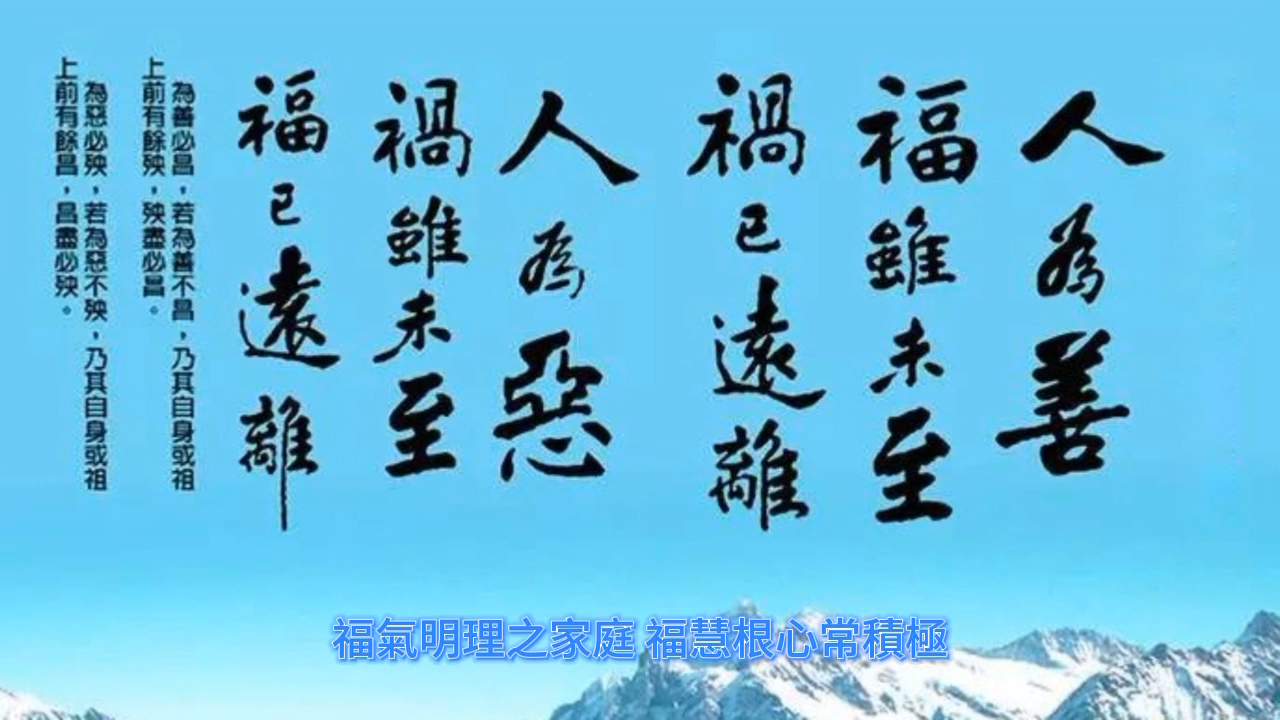 人為善
福雖未至
禍已遠離
人為惡
禍雖未至
福已遠離
為善必昌，若為善不昌，乃其自身或祖
上前有餘殃，殃盡必昌。
為惡必殃，若為惡不殃，乃其自身或祖
上前有餘昌，昌盡必殃。
福氣明理之家庭 福慧根心常積極